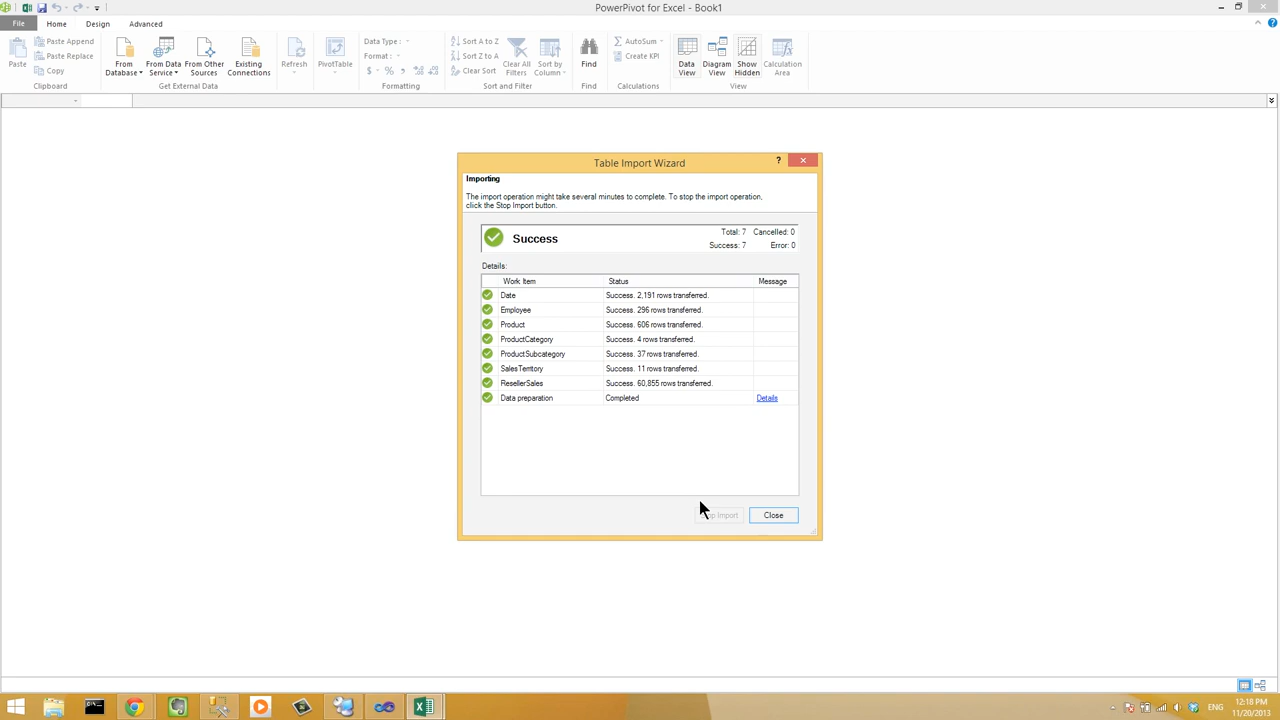 PowerPivot for Excel - Book1
File Home Design Advanced
Paste
Paste Append
Paste Replace
Copy
Clipboard
From Database
From Data Service
From Other Sources
Existing Connections
Get External Data
Refresh
PivotTable
Data Type :
Format :
$ % ,
Formatting
Sort A to Z
Sort Z to A
Clear Sort
Clear All Filters
Sort by Column
Sort and Filter
Find
Find
AutoSum
Create KPI
Calculations
Data View
Diagram View
Show Hidden
Calculation Area
View
Table Import Wizard
?
Importing
The import operation might take several minutes to complete. To stop the import operation,
click the Stop Import button.
Success
Total: 7 Cancelled: 0
Success: 7 Error: 0
Details:
Work Item Status Message
Date Success. 2,191 rows transferred.
Employee Success. 296 rows transferred.
Product Success. 606 rows transferred.
ProductCategory Success. 4 rows transferred.
ProductSubcategory Success. 37 rows transferred.
SalesTerritory Success. 11 rows transferred.
ResellerSales Success. 60,855 rows transferred.
Data preparation Completed Details
Import Close
ENG
12:18 PM
11/20/2013